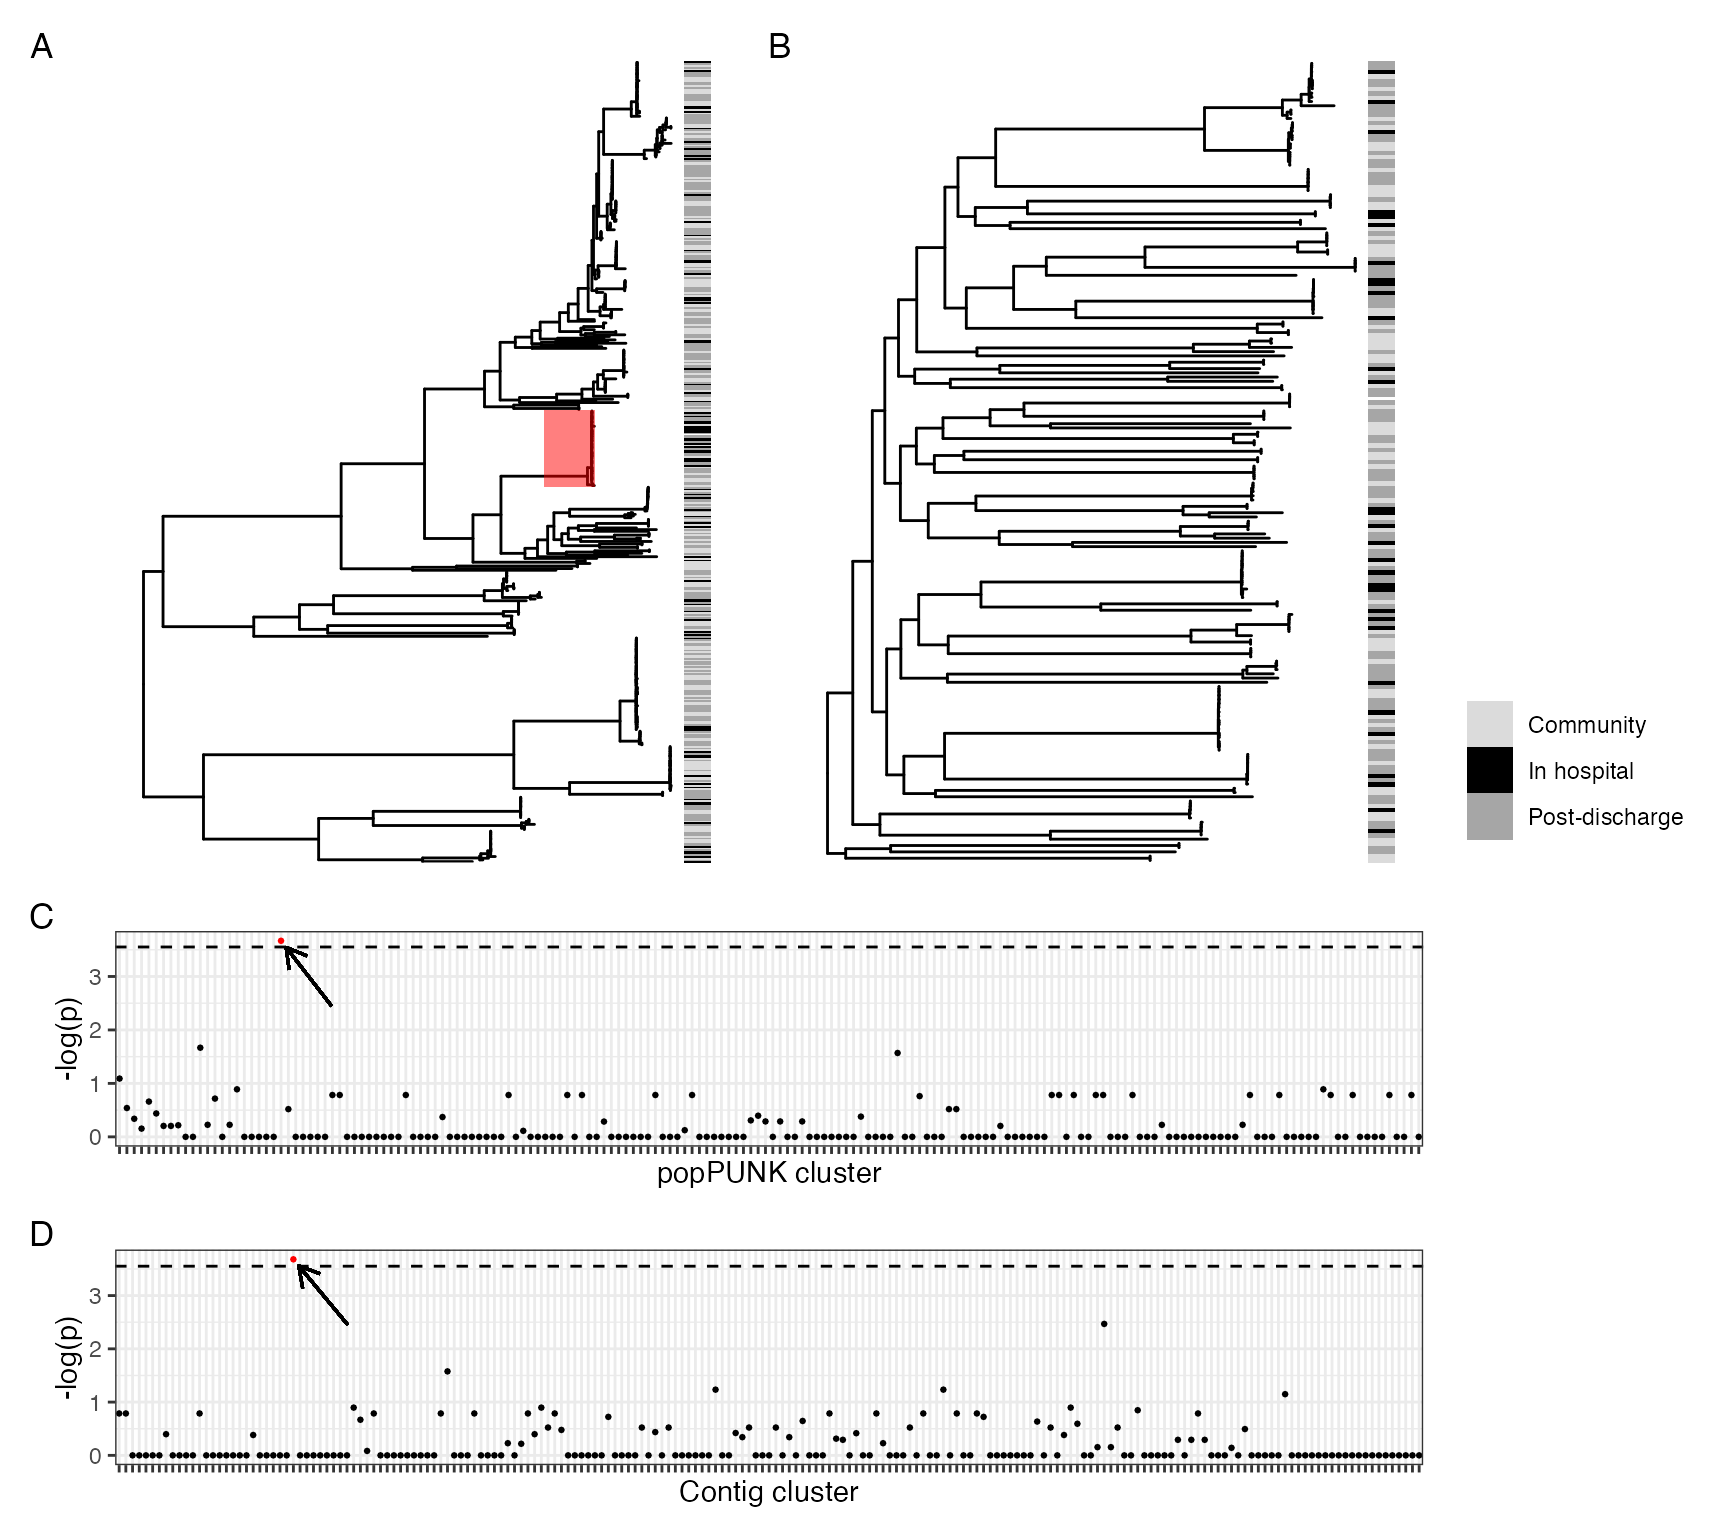 A
B
Community
In hospital
Post-discharge
C
3
2
1
0
-log(p)
popPUNK cluster
D
3
2
1
0
-log(p)
Contig cluster